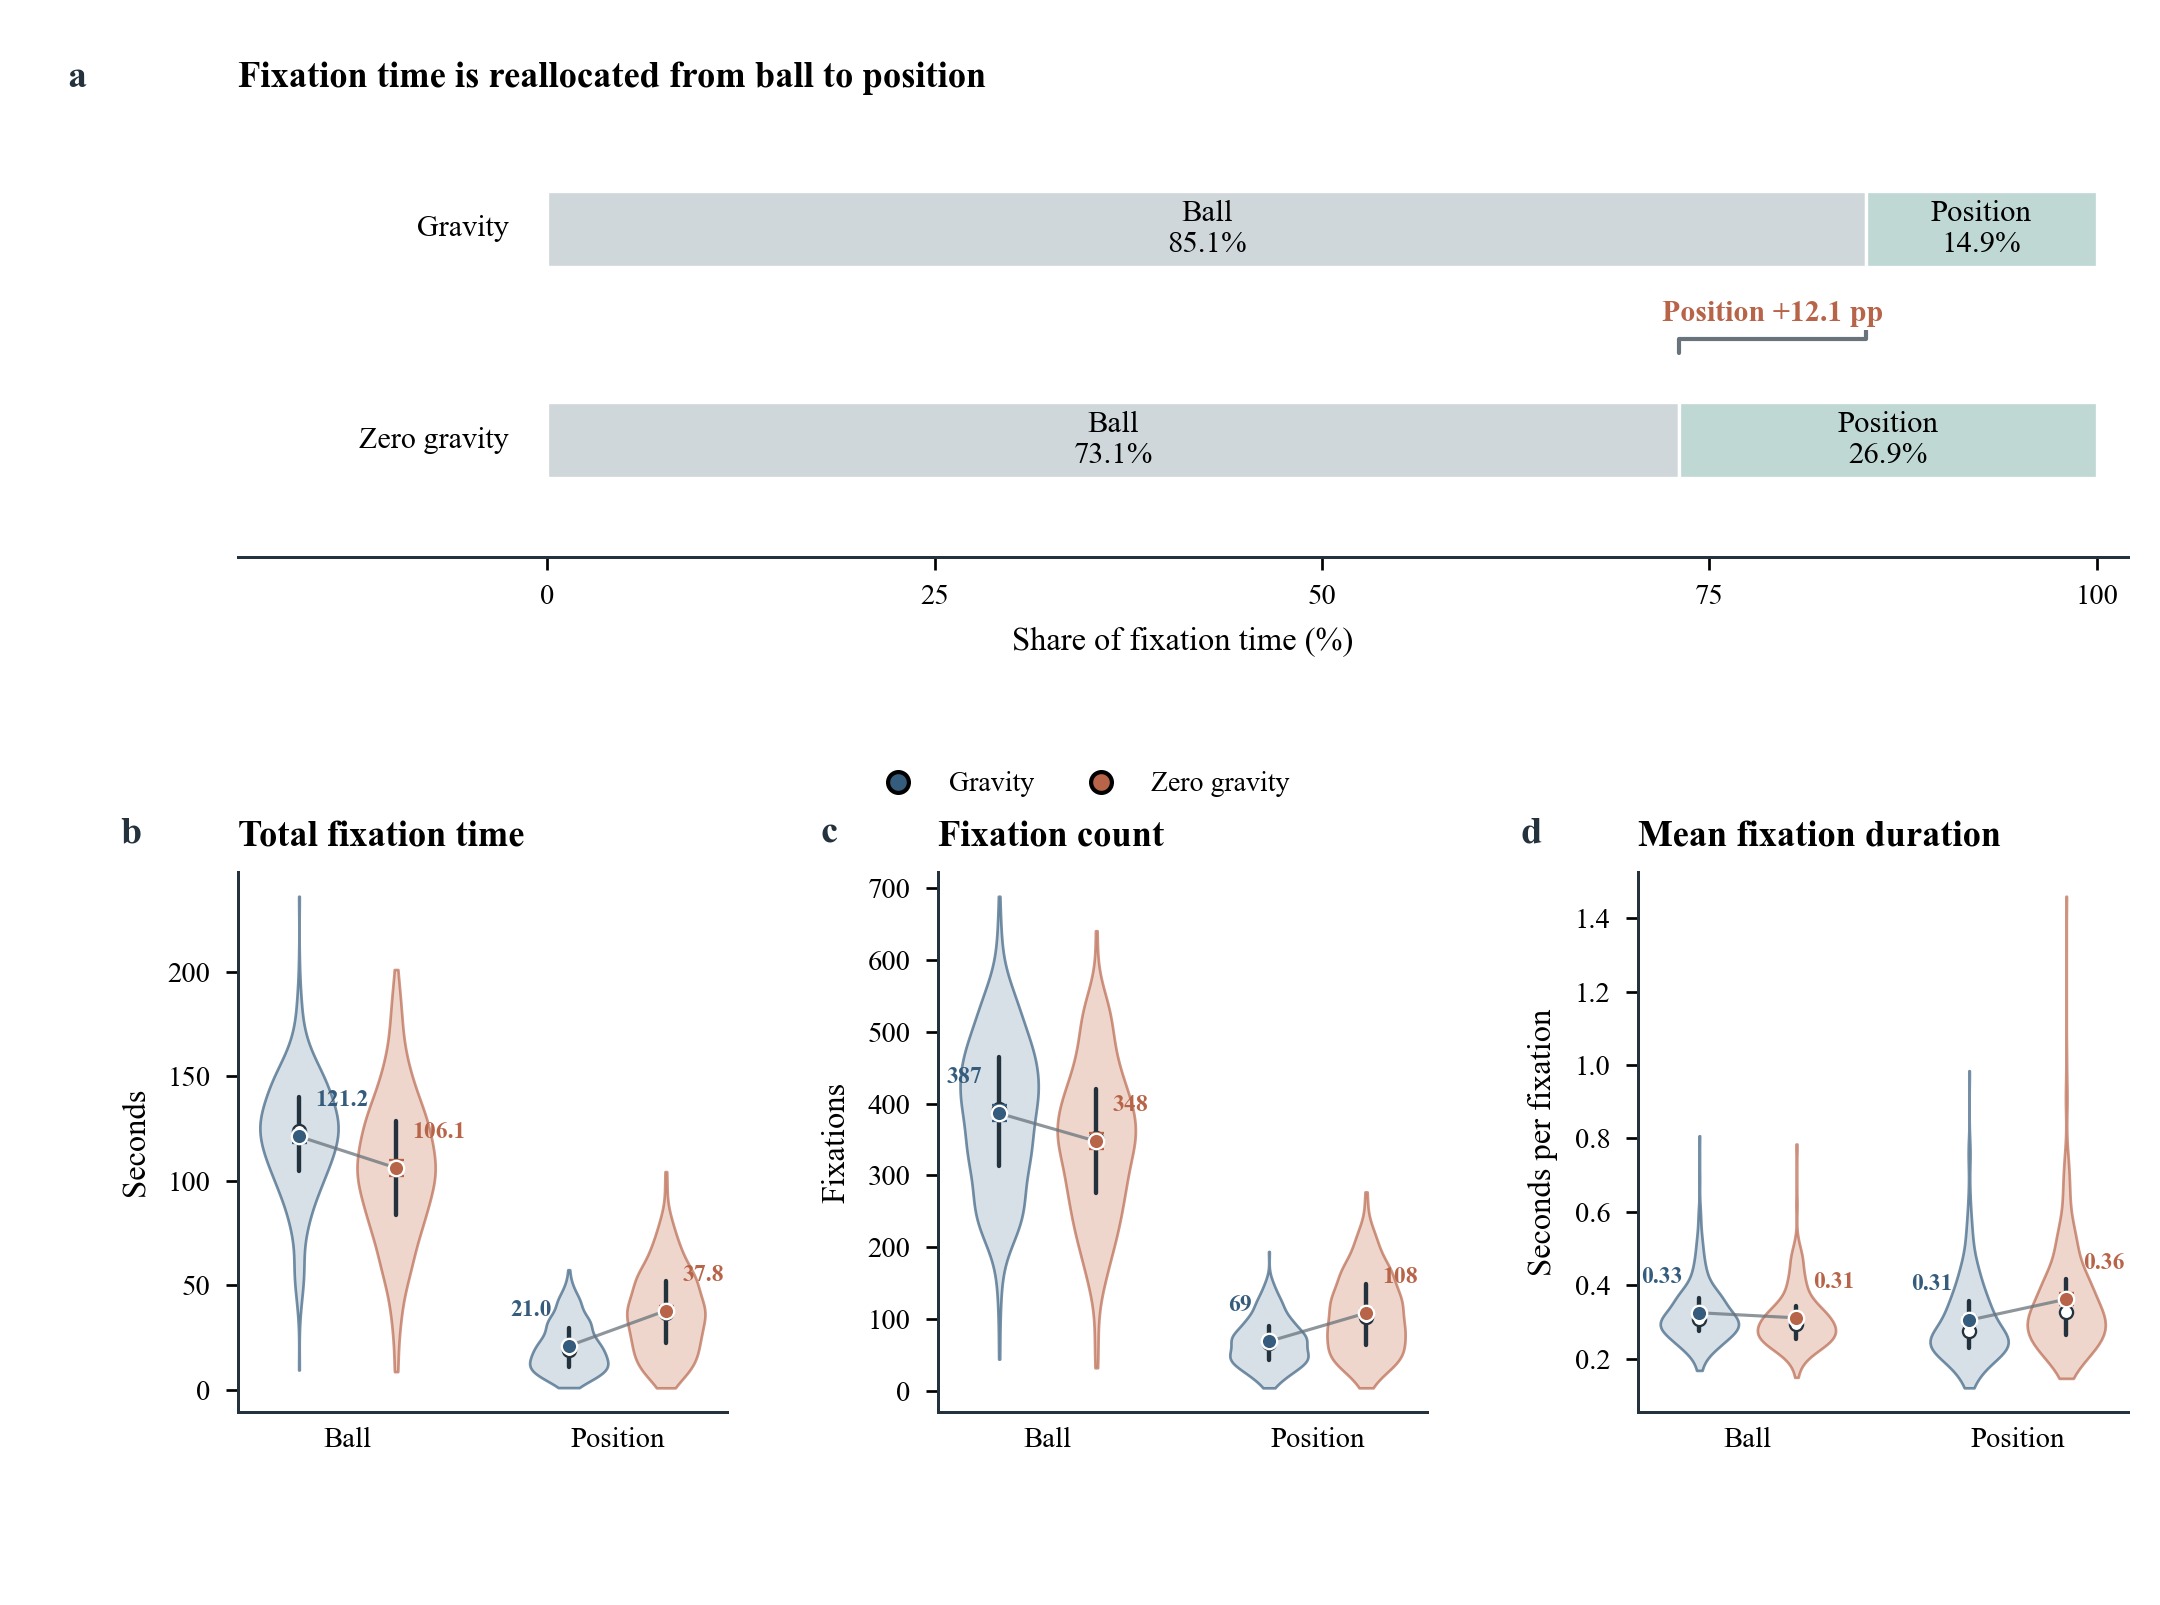 a
Fixation time is reallocated from ball to position
Gravity
Ball
85.1%
Position
14.9%
Position +12.1 pp
Zero gravity
Ball
73.1%
Position
26.9%
0 25 50 75 100
Share of fixation time (%)
Gravity Zero gravity
b
Total fixation time
Seconds
200
150
100
50
0
121.2
106.1
21.0
37.8
Ball Position
c
Fixation count
Fixations
700
600
500
400
300
200
100
0
387
348
69
108
Ball Position
d
Mean fixation duration
Seconds per fixation
1.4
1.2
1.0
0.8
0.6
0.4
0.2
0.33
0.31
0.31
0.36
Ball Position